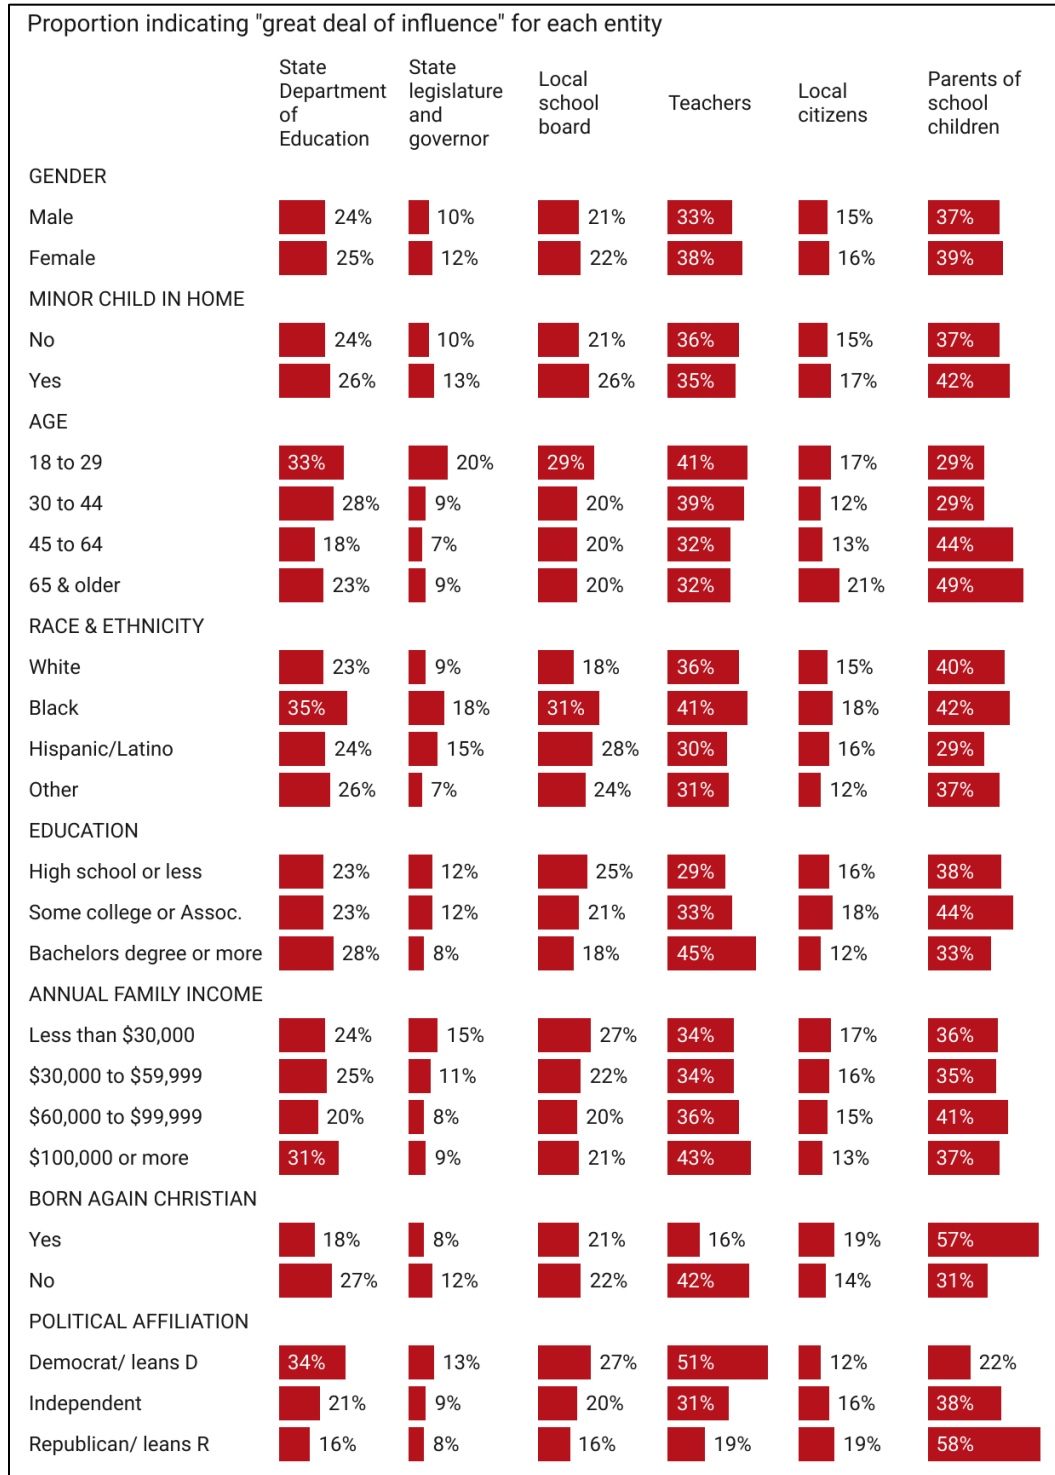 Proportion indicating "great deal of influence" for each entity
State Department of Education State legislature and governor Local school board Teachers Local citizens Parents of school children
GENDER
Male 24% 10% 21% 33% 15% 37%
Female 25% 12% 22% 38% 16% 39%
MINOR CHILD IN HOME
No 24% 10% 21% 36% 15% 37%
Yes 26% 13% 26% 35% 17% 42%
AGE
18 to 29 33% 20% 29% 41% 17% 29%
30 to 44 28% 9% 20% 39% 12% 29%
45 to 64 18% 7% 20% 32% 13% 44%
65 & older 23% 9% 20% 32% 21% 49%
RACE & ETHNICITY
White 23% 9% 18% 36% 15% 40%
Black 35% 18% 31% 41% 18% 42%
Hispanic/Latino 24% 15% 28% 30% 16% 29%
Other 26% 7% 24% 31% 12% 37%
EDUCATION
High school or less 23% 12% 25% 29% 16% 38%
Some college or Assoc. 23% 12% 21% 33% 18% 44%
Bachelors degree or more 28% 8% 18% 45% 12% 33%
ANNUAL FAMILY INCOME
Less than $30,000 24% 15% 27% 34% 17% 36%
$30,000 to $59,999 25% 11% 22% 34% 16% 35%
$60,000 to $99,999 20% 8% 20% 36% 15% 41%
$100,000 or more 31% 9% 21% 43% 13% 37%
BORN AGAIN CHRISTIAN
Yes 18% 8% 21% 16% 19% 57%
No 27% 12% 22% 42% 14% 31%
POLITICAL AFFILIATION
Democrat/ leans D 34% 13% 27% 51% 12% 22%
Independent 21% 9% 20% 31% 16% 38%
Republican/ leans R 16% 8% 16% 19% 19% 58%